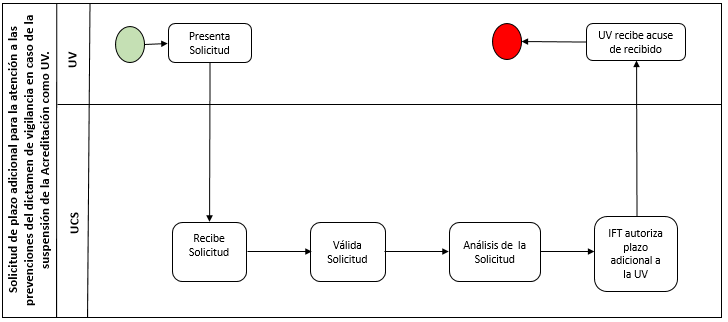 Solicitud de plazo adicional para la atención a las
prevenciones del dictamen de vigilancia en caso de la
suspensión de la Acreditación como UV.
UV
Presenta
Solicitud
UV recibe acuse
de recibido
UCS
Recibe
Solicitud
Válida
Solicitud
Análisis de la
Solicitud
IFT autoriza
plazo
adicional a
la UV